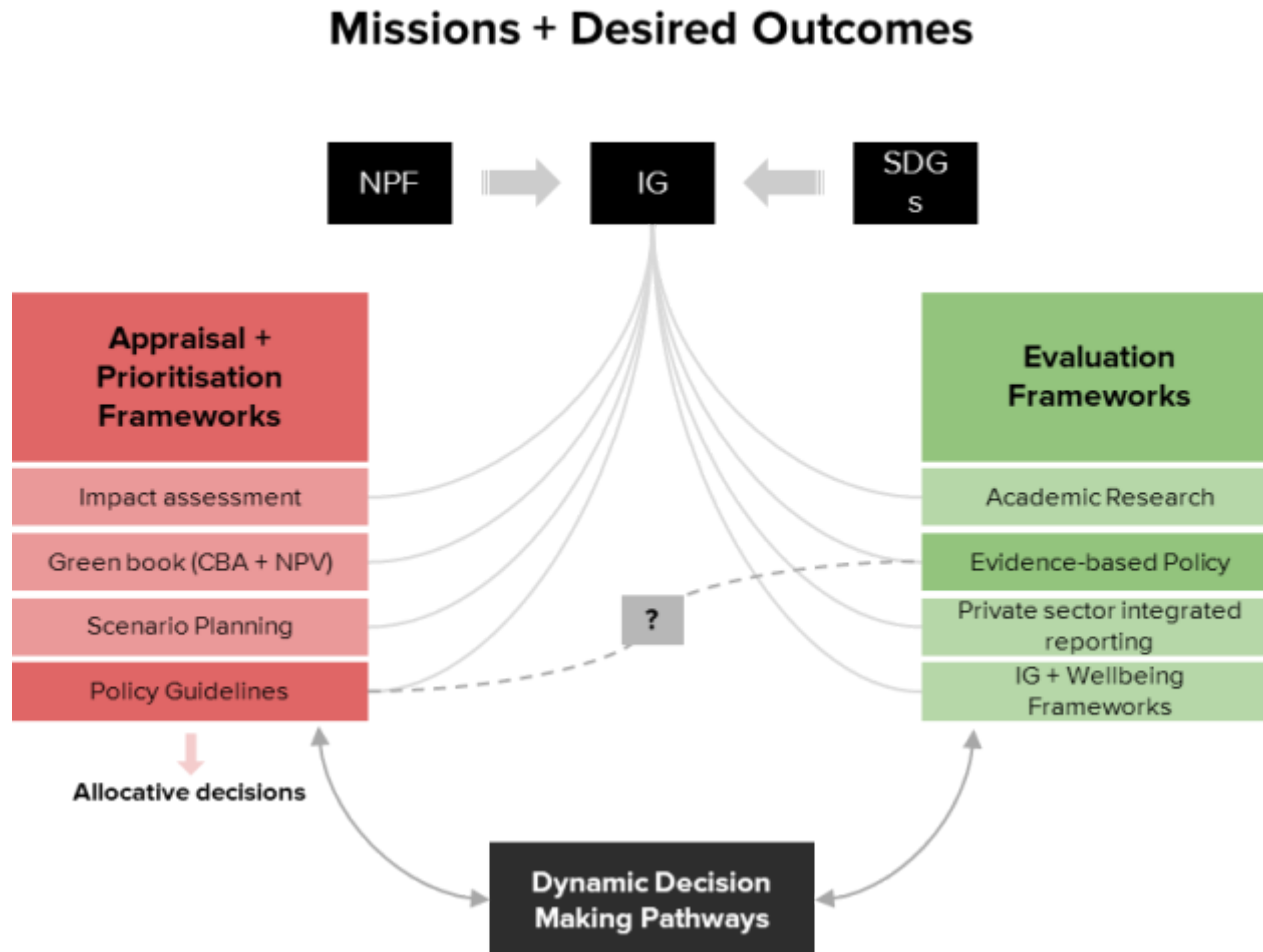 Missions + Desired Outcomes
NPF
IG
SDG
s
Appraisal +
Prioritisation
Frameworks
Impact assessment
Green book (CBA + NPV)
Scenario Planning
Policy Guidelines
Allocative decisions
?
Evaluation
Frameworks
Academic Research
Evidence-based Policy
Private sector integrated
reporting
IG + Wellbeing
Frameworks
Dynamic Decision
Making Pathways